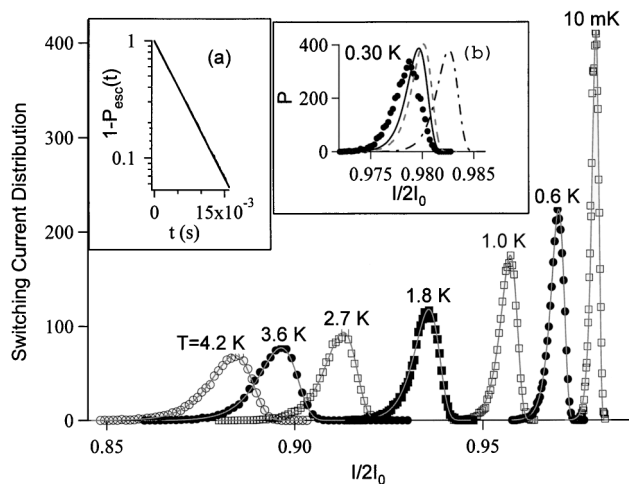 10 mK
400
300
200
100
0
Switching Current Distribution
1
0.1
1-Pesc(t)
(a)
0
15x10⁻³
t (s)
400
200
0
P
0.30 K
(b)
0.975
0.980
0.985
I/2I₀
0.6 K
1.0 K
1.8 K
2.7 K
3.6 K
T=4.2 K
0.85
0.90
0.95
I/2I₀